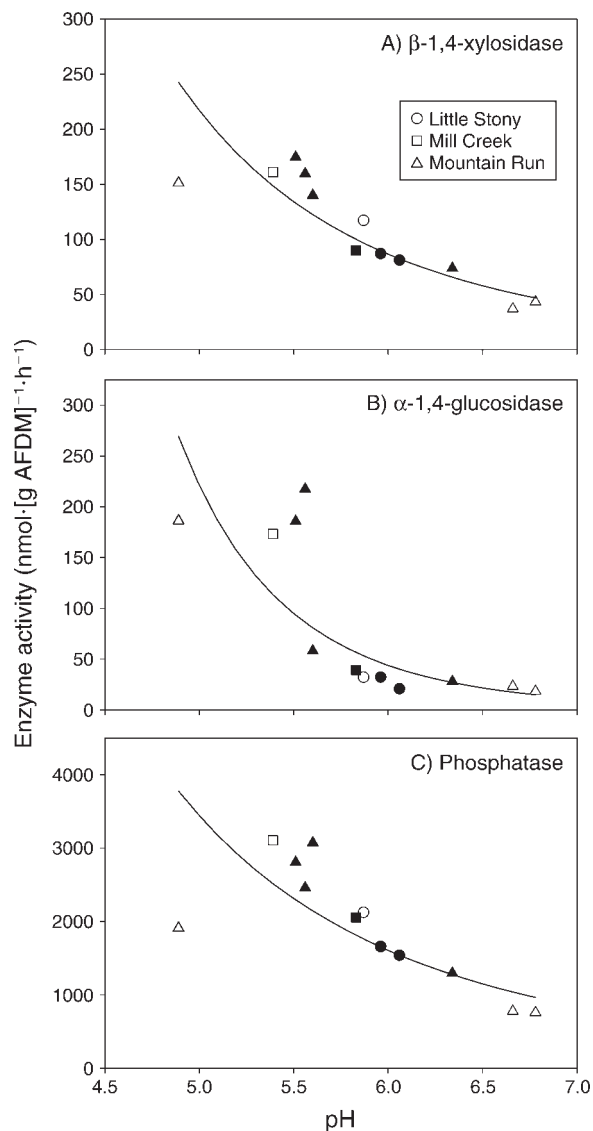 A) β-1,4-xylosidase
Little Stony
Mill Creek
Mountain Run
300
250
200
150
100
50
0
B) α-1,4-glucosidase
300
250
200
150
100
50
0
Enzyme activity (nmol·[g AFDM]⁻¹·h⁻¹)
C) Phosphatase
4000
3000
2000
1000
0
4.5 5.0 5.5 6.0 6.5 7.0
pH